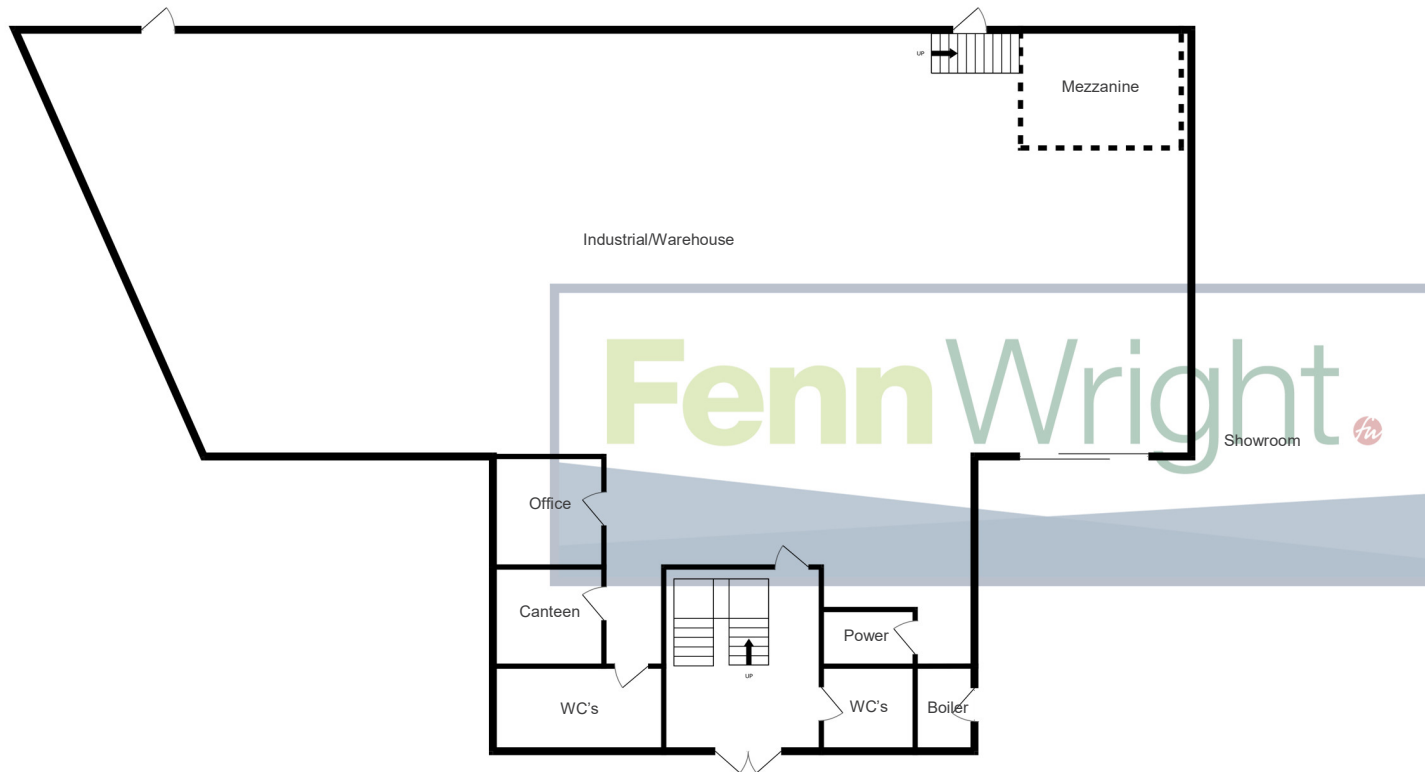 UP
Mezzanine
Industrial/Warehouse
FennWright.
fw
Showroom
Office
Canteen
Power
UP
WC's
WC's
Boiler